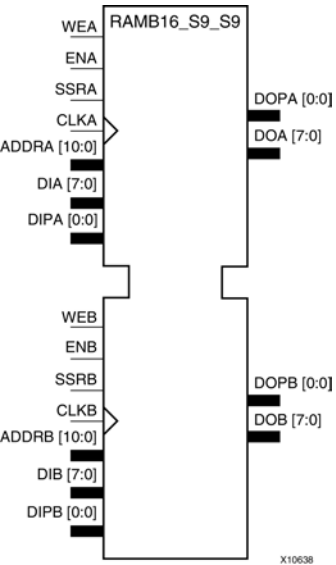 RAMB16_S9_S9
WEA
ENA
SSRA
CLKA
ADDRA [10:0]
DIA [7:0]
DIPA [0:0]
DOPA [0:0]
DOA [7:0]
WEB
ENB
SSRB
CLKB
ADDRB [10:0]
DIB [7:0]
DIPB [0:0]
DOPB [0:0]
DOB [7:0]
X10638